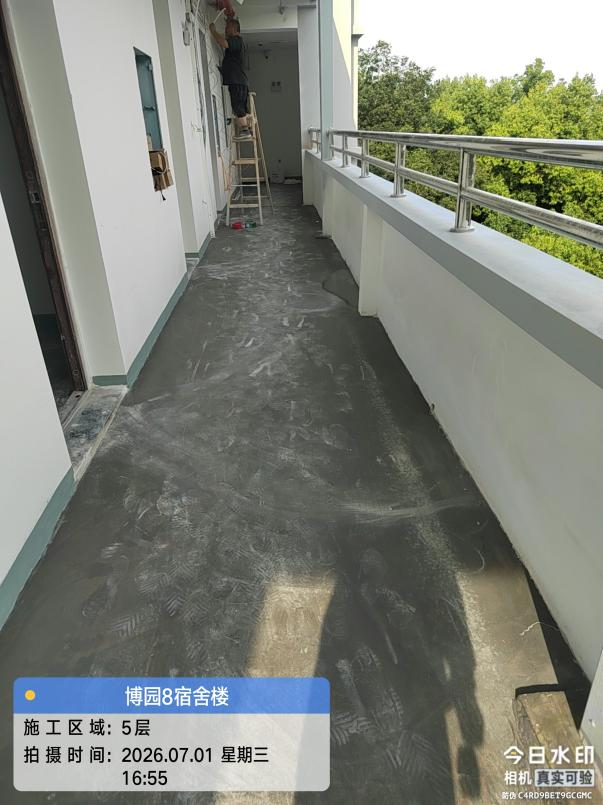 博园8宿舍楼
施工区域：5层
拍摄时间：2026.07.01 星期三
16:55
今日水印
相机 真实可验
防伪 C4RD9BET9GCGMC